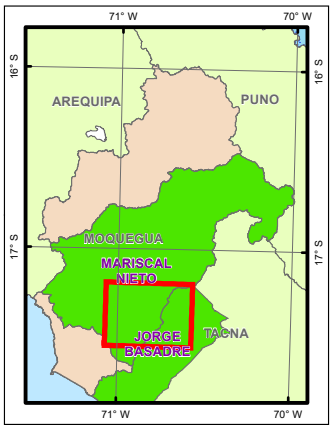 71° W
70° W
16° S
16° S
AREQUIPA
PUNO
17° S
17° S
MOQUEGUA
MARISCAL
NIETO
JORGE
BASADRE
TACNA
71° W
70° W